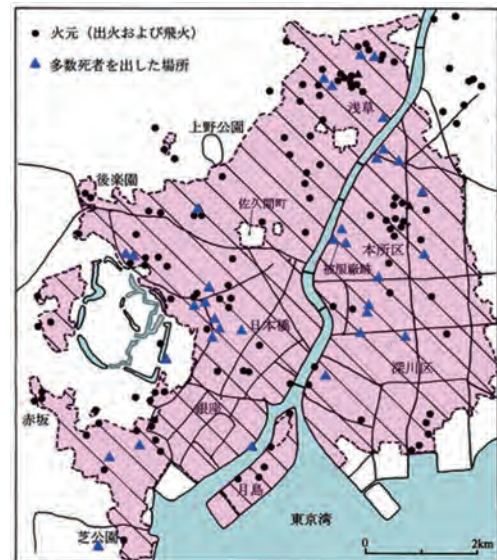 火元（出火および飛火）
多数死者を出した場所
浅草
上野公園
後楽園
佐久間町
本所区
被服廠跡
日本橋
深川区
銀座
赤坂
月島
芝公園
東京湾
0 2km